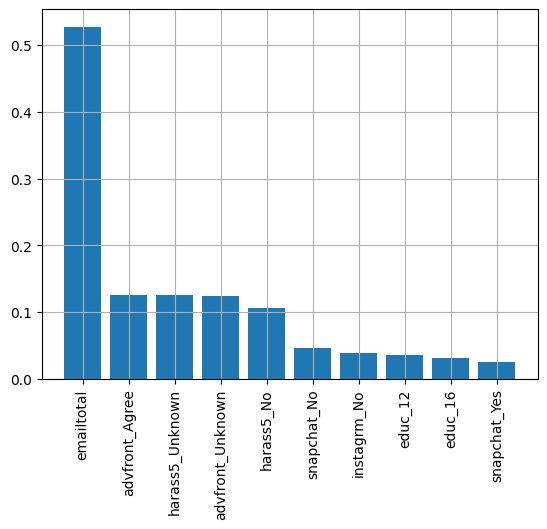 0.5
0.4
0.3
0.2
0.1
0.0
emailtotal
advfront_Agree
harass5_Unknown
advfront_Unknown
harass5_No
snapchat_No
instagrm_No
educ_12
educ_16
snapchat_Yes